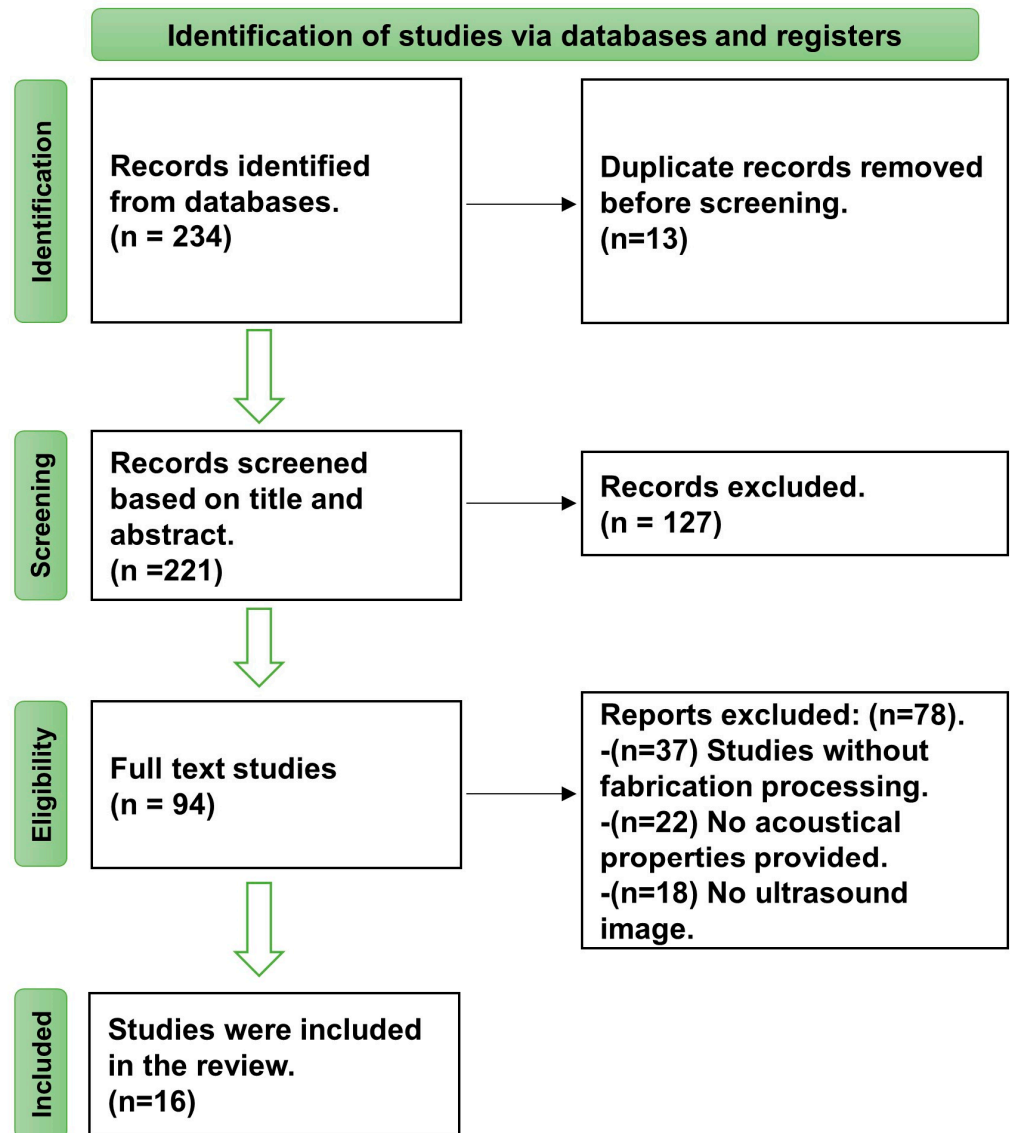 Identification of studies via databases and registers
Identification
Records identified
from databases.
(n = 234)
Duplicate records removed
before screening.
(n=13)
Screening
Records screened
based on title and
abstract.
(n =221)
Records excluded.
(n = 127)
Eligibility
Full text studies
(n = 94)
Reports excluded: (n=78).
-(n=37) Studies without
fabrication processing.
-(n=22) No acoustical
properties provided.
-(n=18) No ultrasound
image.
Included
Studies were included
in the review.
(n=16)